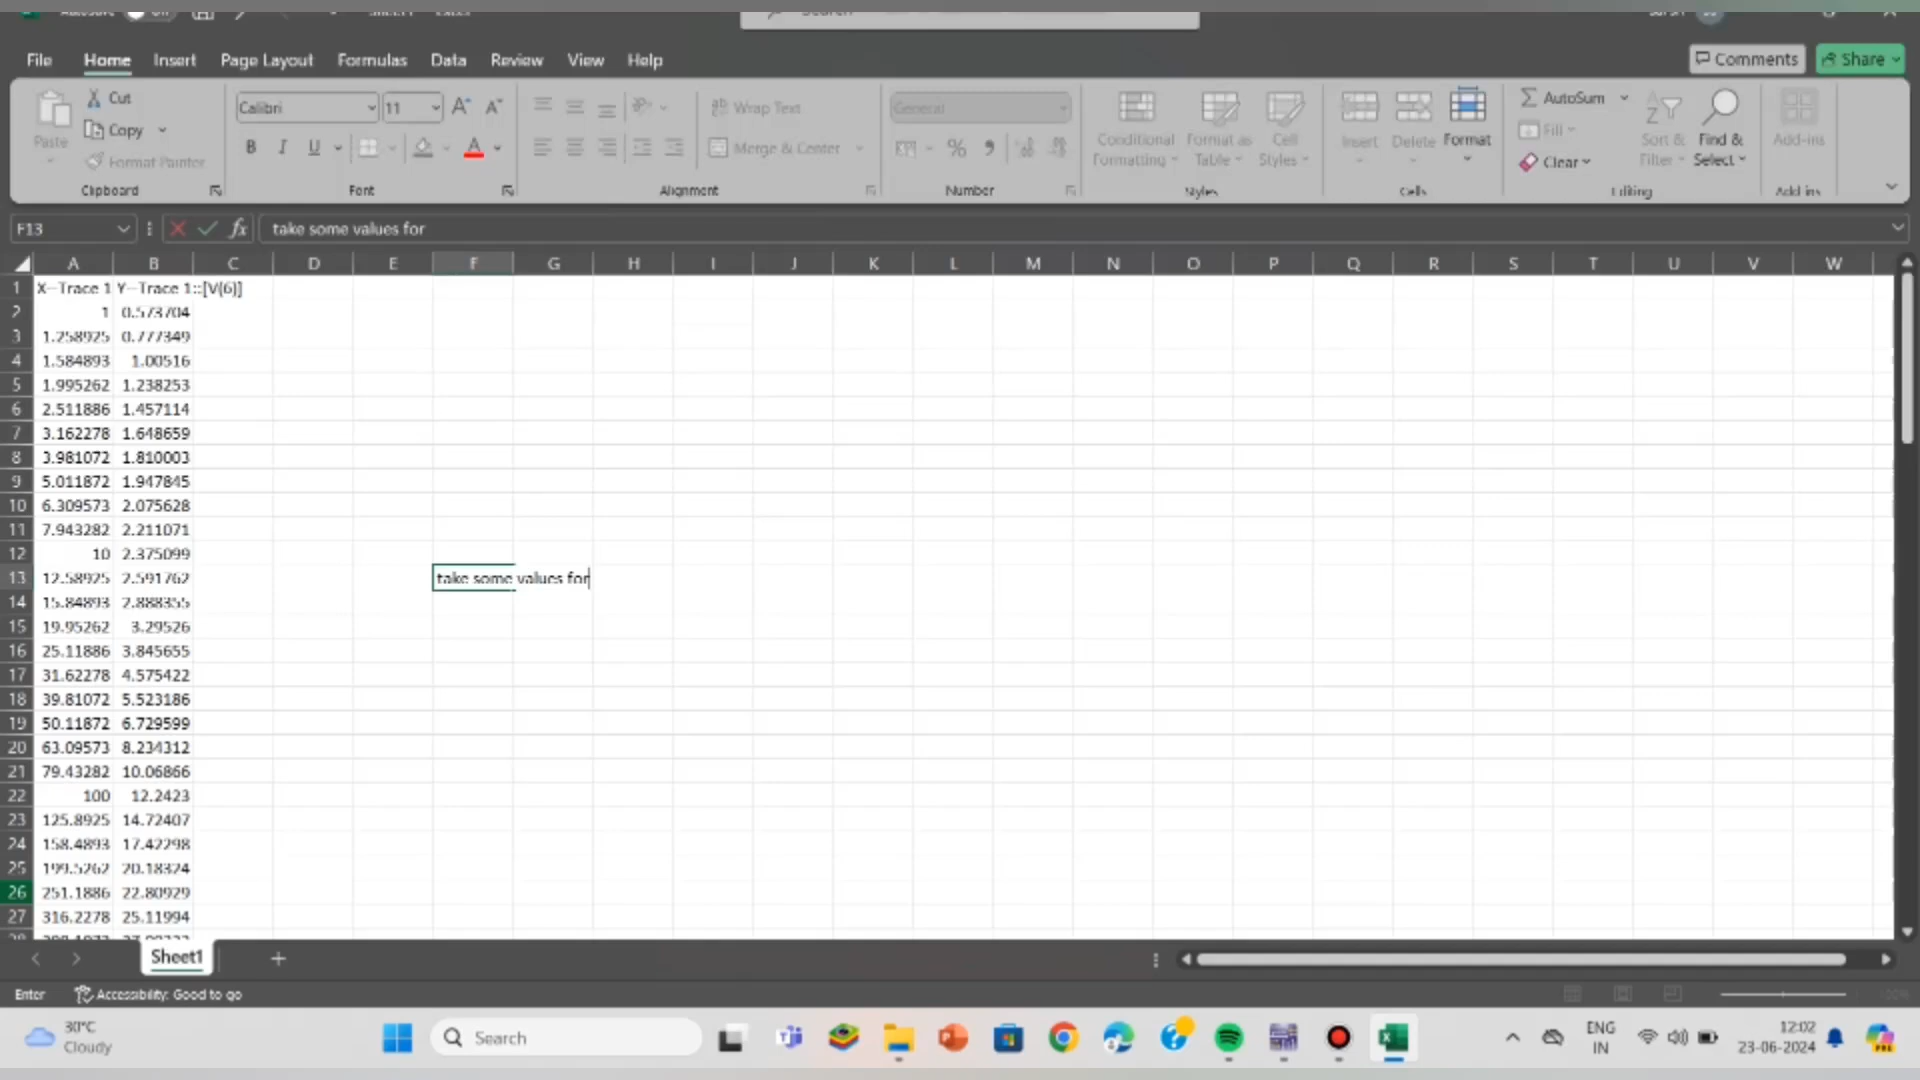 File Home Insert Page Layout Formulas Data Review View Help Comments Share
Cut
Copy
Format Painter
Paste
Clipboard
Calibri 11
B I U
Font
Wrap Text
Merge & Center
Alignment
General
Number
Conditional Formatting
Format as Table
Cell Styles
Styles
Insert Delete Format
Cells
AutoSum
Fill
Clear
Sort & Filter
Find & Select
Editing
Add-ins
Add-ins
F13 fx take some values for
A B C D E F G H I J K L M N O P Q R S T U V W
1 X--Trace 1 Y--Trace 1::[V(6)]
2 1 0.573704
3 1.258925 0.777349
4 1.584893 1.00516
5 1.995262 1.238253
6 2.511886 1.457114
7 3.162278 1.648659
8 3.981072 1.810003
9 5.011872 1.947845
10 6.309573 2.075628
11 7.943282 2.211071
12 10 2.375099
13 12.58925 2.591762 take some values for
14 15.84893 2.888355
15 19.95262 3.29526
16 25.11886 3.845655
17 31.62278 4.575422
18 39.81072 5.523186
19 50.11872 6.729599
20 63.09573 8.234312
21 79.43282 10.06866
22 100 12.2423
23 125.8925 14.72407
24 158.4893 17.42298
25 199.5262 20.18324
26 251.1886 22.80929
27 316.2278 25.11994
Sheet1
Enter Accessibility: Good to go
30°C
Cloudy
Search
ENG
IN
12:02
23-06-2024